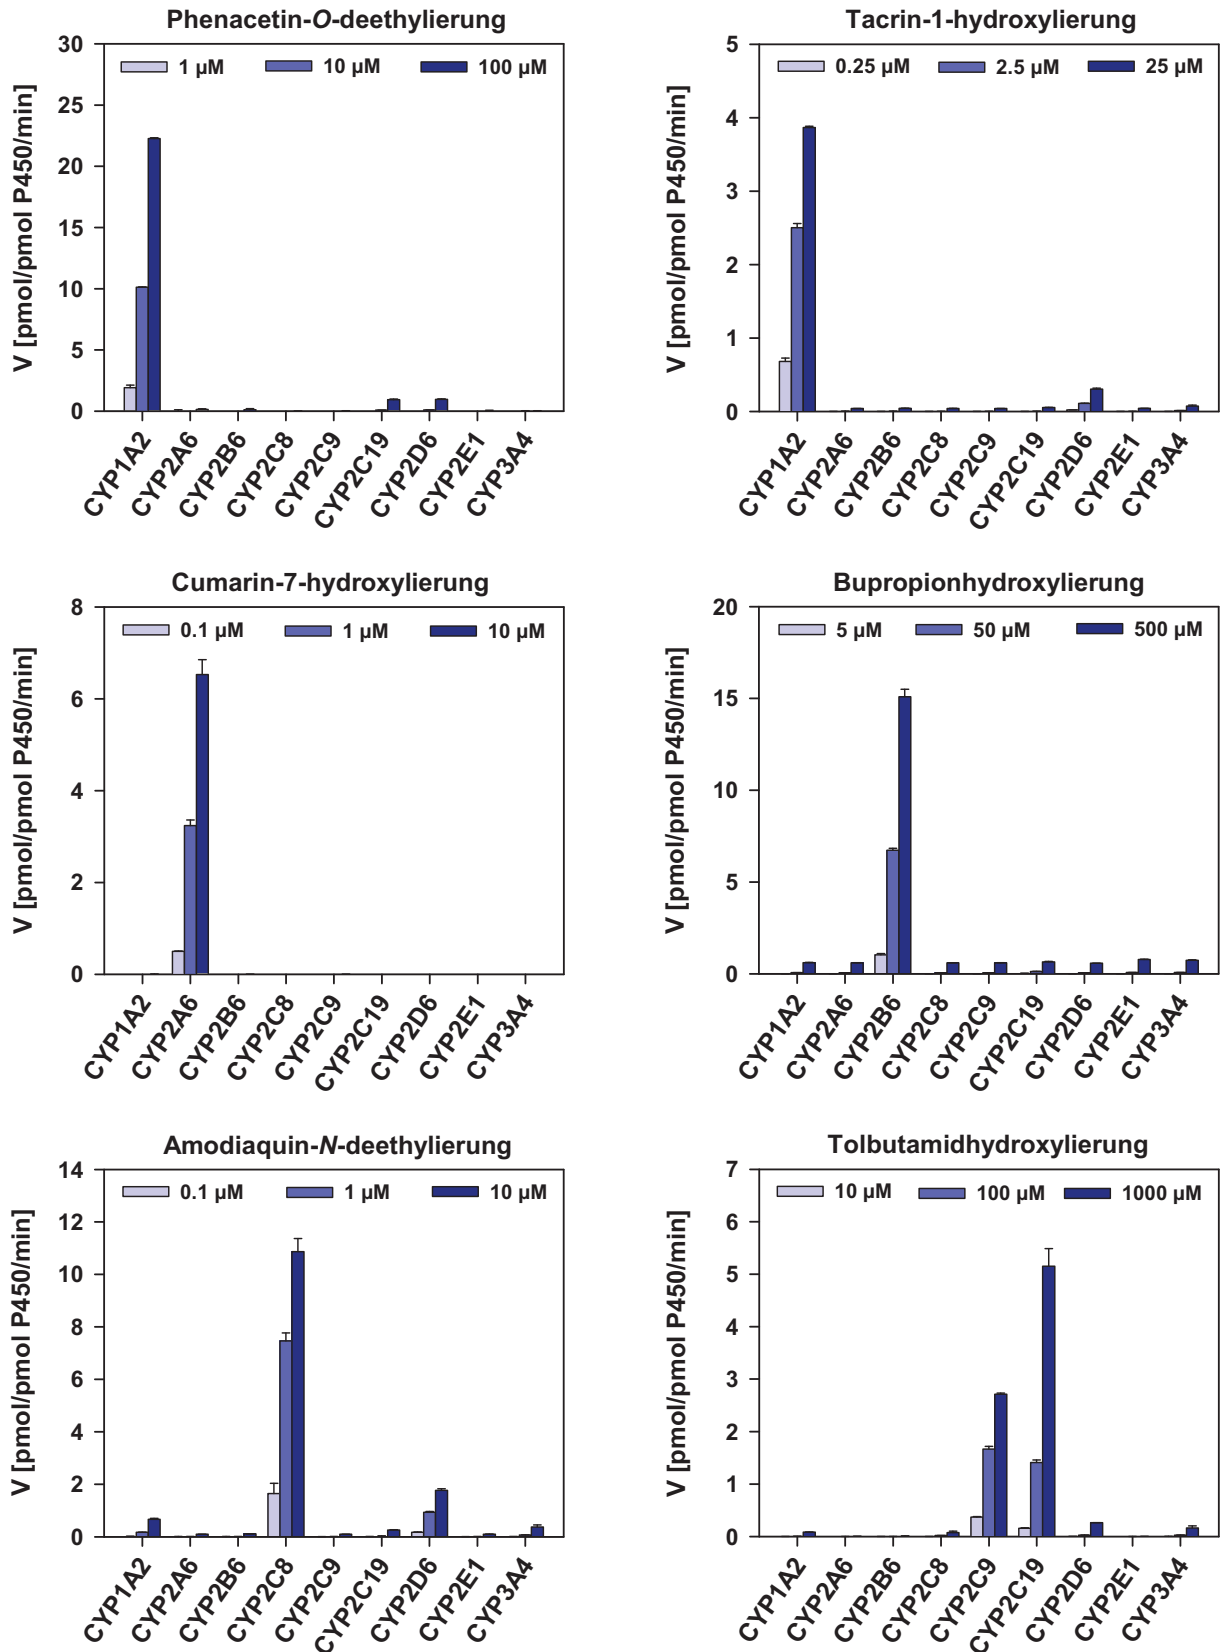 Phenacetin-O-deethylierung
V [pmol/pmol P450/min]
1 µM 10 µM 100 µM
30
25
20
15
10
5
0
CYP1A2 CYP2A6 CYP2B6 CYP2C8 CYP2C9 CYP2C19 CYP2D6 CYP2E1 CYP3A4
Tacrin-1-hydroxylierung
V [pmol/pmol P450/min]
0.25 µM 2.5 µM 25 µM
5
4
3
2
1
0
CYP1A2 CYP2A6 CYP2B6 CYP2C8 CYP2C9 CYP2C19 CYP2D6 CYP2E1 CYP3A4
Cumarin-7-hydroxylierung
V [pmol/pmol P450/min]
0.1 µM 1 µM 10 µM
8
6
4
2
0
CYP1A2 CYP2A6 CYP2B6 CYP2C8 CYP2C9 CYP2C19 CYP2D6 CYP2E1 CYP3A4
Bupropionhydroxylierung
V [pmol/pmol P450/min]
5 µM 50 µM 500 µM
20
15
10
5
0
CYP1A2 CYP2A6 CYP2B6 CYP2C8 CYP2C9 CYP2C19 CYP2D6 CYP2E1 CYP3A4
Amodiaquin-N-deethylierung
V [pmol/pmol P450/min]
0.1 µM 1 µM 10 µM
14
12
10
8
6
4
2
0
CYP1A2 CYP2A6 CYP2B6 CYP2C8 CYP2C9 CYP2C19 CYP2D6 CYP2E1 CYP3A4
Tolbutamidhydroxylierung
V [pmol/pmol P450/min]
10 µM 100 µM 1000 µM
7
6
5
4
3
2
1
0
CYP1A2 CYP2A6 CYP2B6 CYP2C8 CYP2C9 CYP2C19 CYP2D6 CYP2E1 CYP3A4